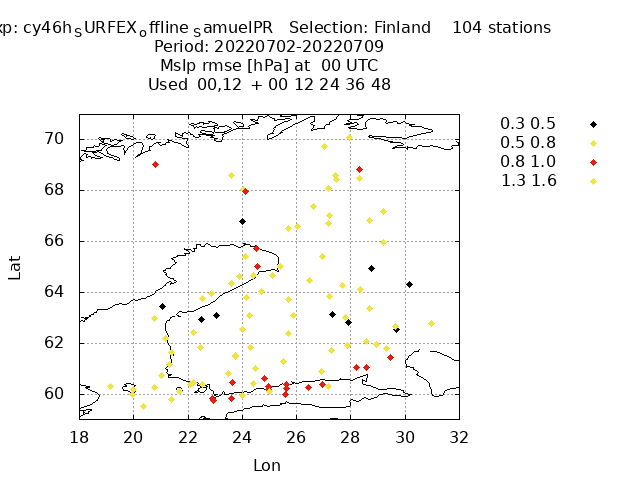 xp: cy46hSURFEXoffline SamuelPR Selection: Finland 104 stations
Period: 20220702-20220709
Mslp rmse [hPa] at 00 UTC
Used 00,12 + 00 12 24 36 48
0.3 0.5
0.5 0.8
0.8 1.0
1.3 1.6
70
68
66
64
62
60
Lat
18 20 22 24 26 28 30 32
Lon